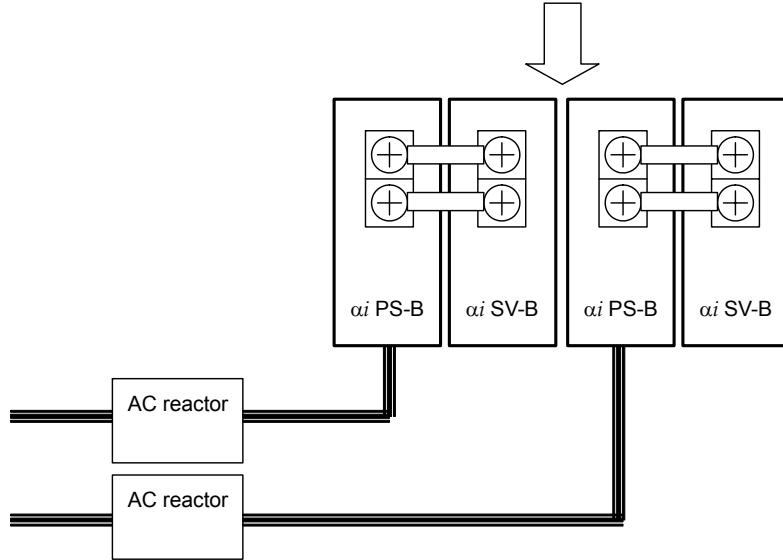 αi PS-B
αi SV-B
αi PS-B
αi SV-B
AC reactor
AC reactor